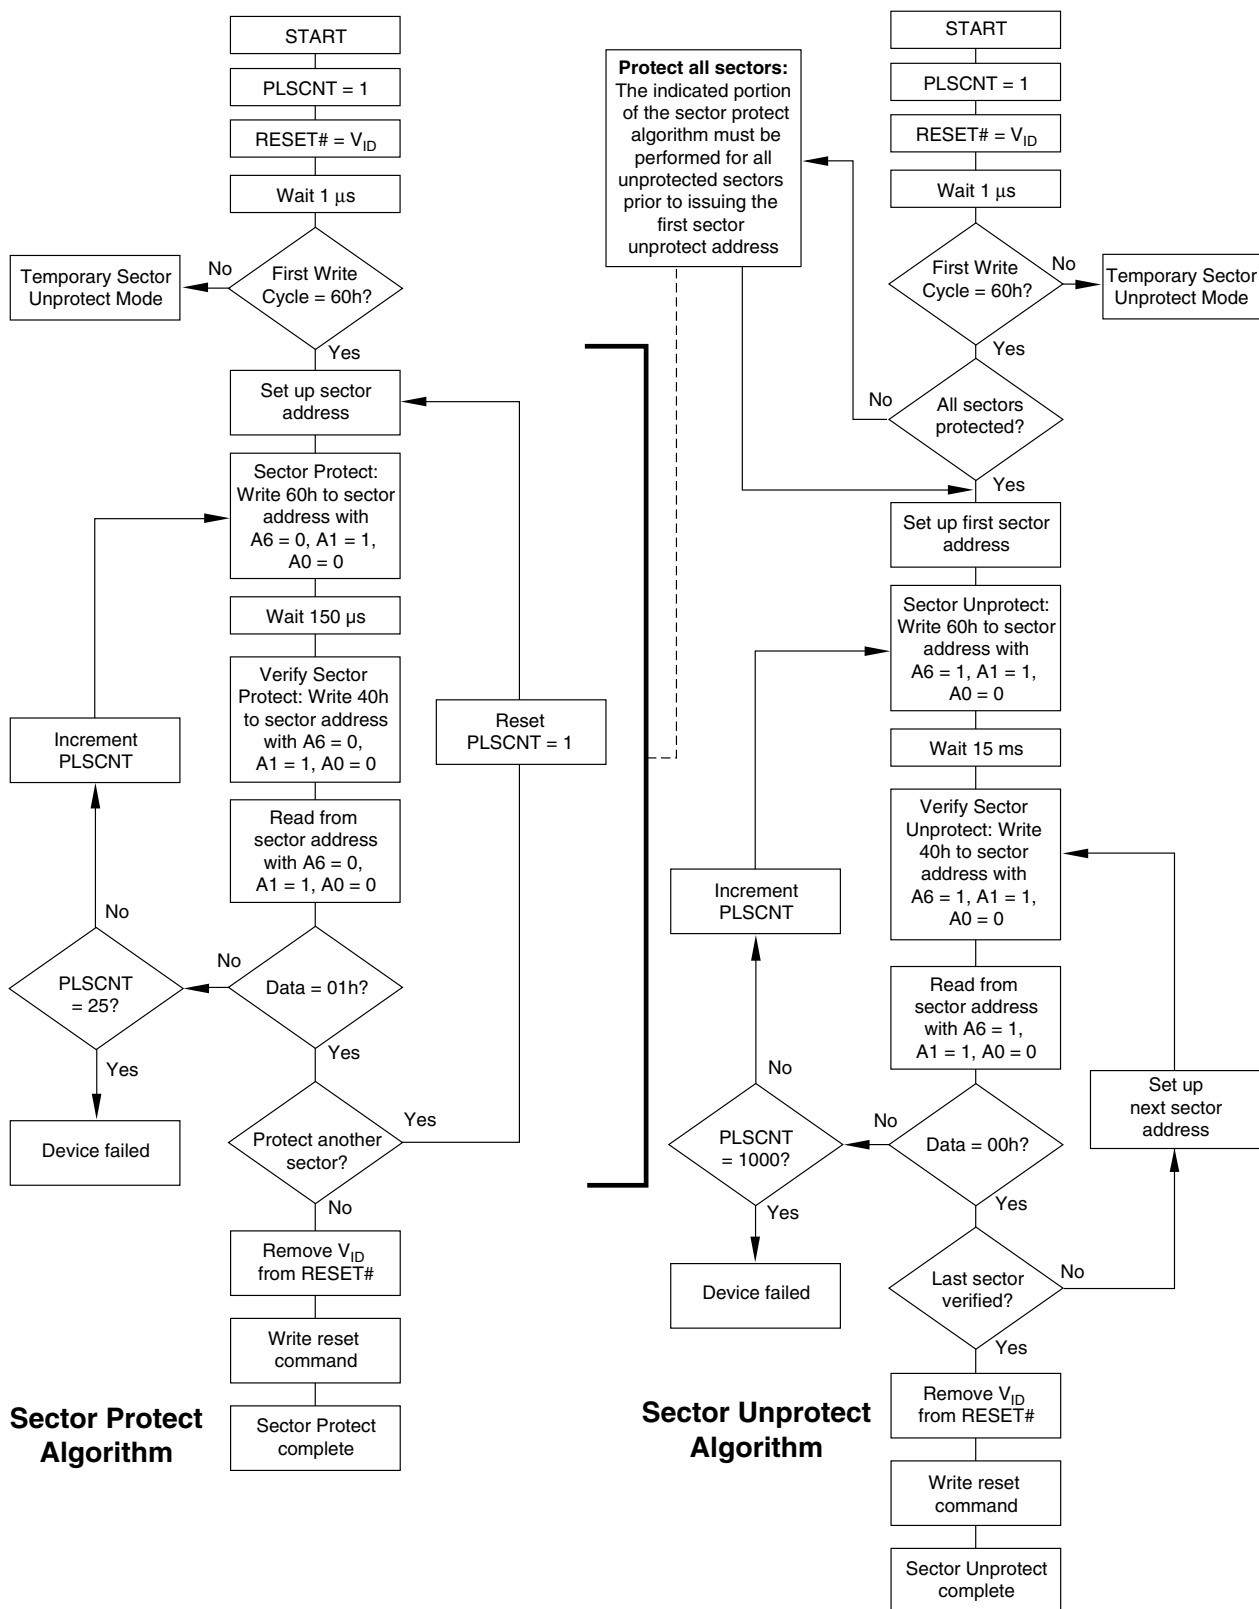 START
PLSCNT = 1
RESET# = VID
Wait 1 μs
First Write
Cycle = 60h?
No
Temporary Sector
Unprotect Mode
Yes
Set up sector
address
Sector Protect:
Write 60h to sector
address with
A6 = 0, A1 = 1,
A0 = 0
Wait 150 µs
Verify Sector
Protect: Write 40h
to sector address
with A6 = 0,
A1 = 1, A0 = 0
Reset
PLSCNT = 1
Increment
PLSCNT
Read from
sector address
with A6 = 0,
A1 = 1, A0 = 0
No
PLSCNT
= 25?
No
Data = 01h?
Yes
Yes
Device failed
Protect another
sector?
Yes
No
Remove VID
from RESET#
Write reset
command
Sector Protect
complete
Sector Protect
Algorithm
Protect all sectors:
The indicated portion
of the sector protect
algorithm must be
performed for all
unprotected sectors
prior to issuing the
first sector
unprotect address
START
PLSCNT = 1
RESET# = VID
Wait 1 μs
First Write
Cycle = 60h?
No
Temporary Sector
Unprotect Mode
Yes
No
All sectors
protected?
Yes
Set up first sector
address
Sector Unprotect:
Write 60h to sector
address with
A6 = 1, A1 = 1,
A0 = 0
Wait 15 ms
Verify Sector
Unprotect: Write
40h to sector
address with
A6 = 1, A1 = 1,
A0 = 0
Increment
PLSCNT
Read from
sector address
with A6 = 1,
A1 = 1, A0 = 0
No
Set up
next sector
address
PLSCNT
= 1000?
No
Data = 00h?
Yes
Yes
Device failed
Last sector
verified?
No
Yes
Remove VID
from RESET#
Write reset
command
Sector Unprotect
complete
Sector Unprotect
Algorithm